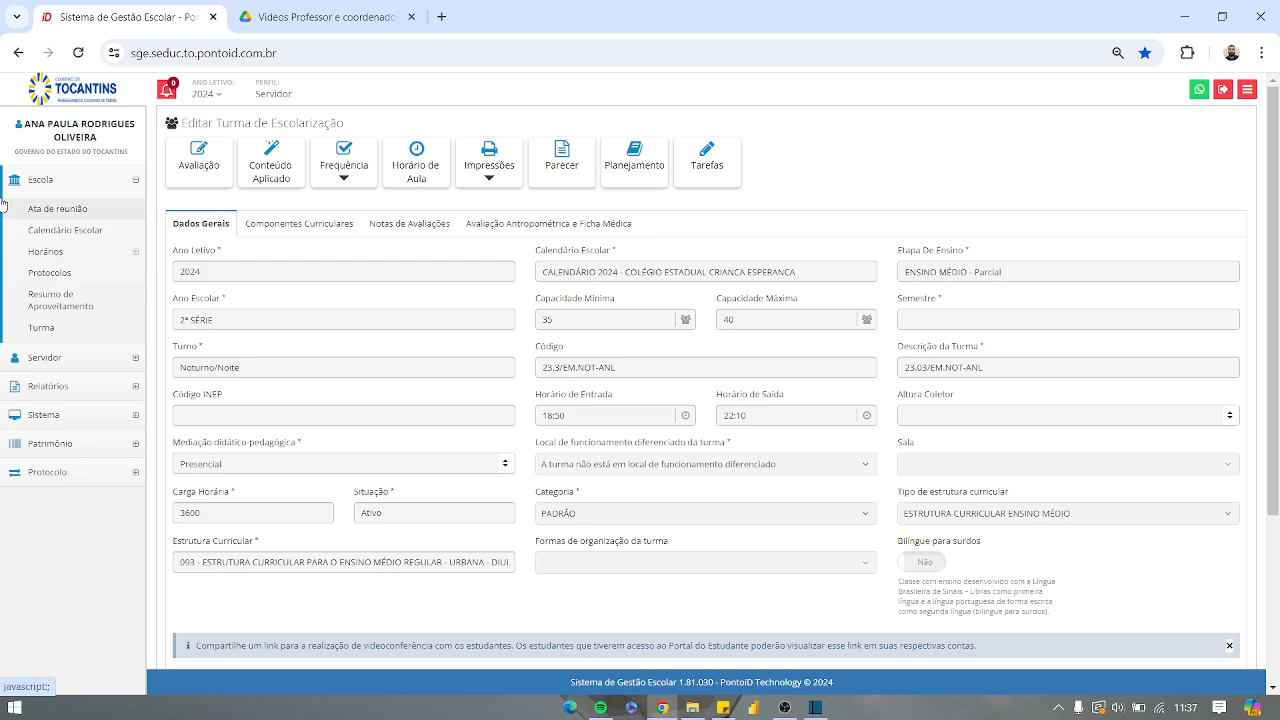 Sistema Educar - Po
sge.seduc.to.pontoid.com.br
GOVERNO DO
TOCANTINS
0
ANO LETIVO:
2024
PERFIL:
Servidor
ANA PAULA RODRIGUES
OLIVEIRA
GOVERNO DO ESTADO DO TOCANTINS
Escola
Ata de reunião
Calendário Escolar
Horários
Protocolos
Resumo de
Aproveitamento
Turma
Servidor
Relatórios
Sistema
Patrimônio
Protocolo
Editar Turma de Escolarização
Avaliação
Conteúdo
Aplicado
Frequência
Horário de
Aula
Impressões
Parecer
Planejamento
Tarefas
Dados Gerais
Componentes Curriculares
Notas de Avaliações
Avaliação Antropométrica e Ficha Médica
Ano Letivo *
2024
Calendário Escolar *
CALENDÁRIO 2024 - COLÉGIO ESTADUAL CRIANCA ESPERANCA
Etapa De Ensino *
ENSINO MÉDIO - Parcial
Ano Escolar *
2ª SÉRIE
Capacidade Mínima
35
Capacidade Máxima
40
Semestre *
Turno *
Noturno/Noite
Código
23.3/EM.NOT-ANL
Descrição da Turma *
23.03/EM.NOT-ANL
Código INEP
Horário de Entrada
18:50
Horário de Saída
22:10
Altura Coletor
Mediação didático-pedagógica *
Presencial
Local de funcionamento diferenciado da turma *
A turma não está em local de funcionamento diferenciado
Sala
Carga Horária *
3600
Situação *
Ativo
Categoria *
PADRÃO
Tipo de estrutura curricular
ESTRUTURA CURRICULAR ENSINO MÉDIO
Estrutura Curricular *
093 - ESTRUTURA CURRICULAR PARA O ENSINO MÉDIO REGULAR - URBANA - DIUI
Formas de organização da turma
Bilíngue para surdos
Não
Classe com ensino desenvolvido com a Língua
Brasileira de Sinais – Libras como primeira
língua e a língua portuguesa de forma escrita
como segunda língua (bilíngue para surdos).
Compartilhe um link para a realização de videoconferência com os estudantes. Os estudantes que tiverem acesso ao Portal do Estudante poderão visualizar esse link em suas respectivas contas.
Sistema de Gestão Escolar 1.81.030 - PontoiD Technology © 2024
javascript:;
11:37